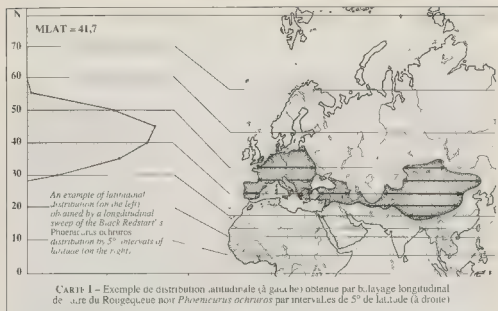 N
MLAT = 41,7
70
60
50
40
30
20
10
0
An example of latitudinal
distribution (on the left)
obtained by a longitudinal
sweep of the Black Redstart's
Phoenicurus ochruros
distribution by 5° intervals of
latitude (on the right).
CARTE 1 – Exemple de distribution latitudinale (à gauche) obtenue par balayage longitudinal
de l'aire du Rougequeue noir Phoenicurus ochruros par intervalles de 5° de latitude (à droite)